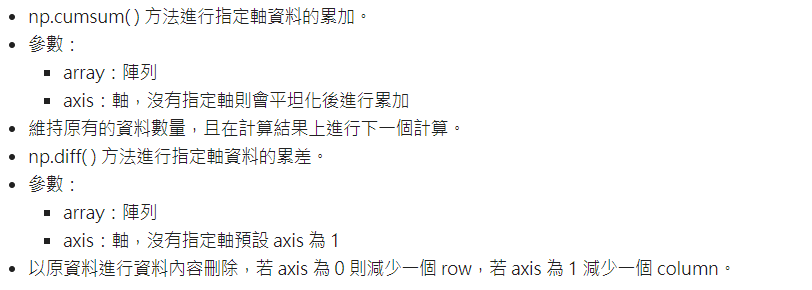 np.cumsum( ) 方法進行指定軸資料的累加。
參數：
array：陣列
axis：軸，沒有指定軸則會平坦化後進行累加
維持原有的資料數量，且在計算結果上進行下一個計算。
np.diff( ) 方法進行指定軸資料的累差。
參數：
array：陣列
axis：軸，沒有指定軸預設 axis 為 1
以原資料進行資料內容刪除，若 axis 為 0 則減少一個 row，若 axis 為 1 減少一個 column。